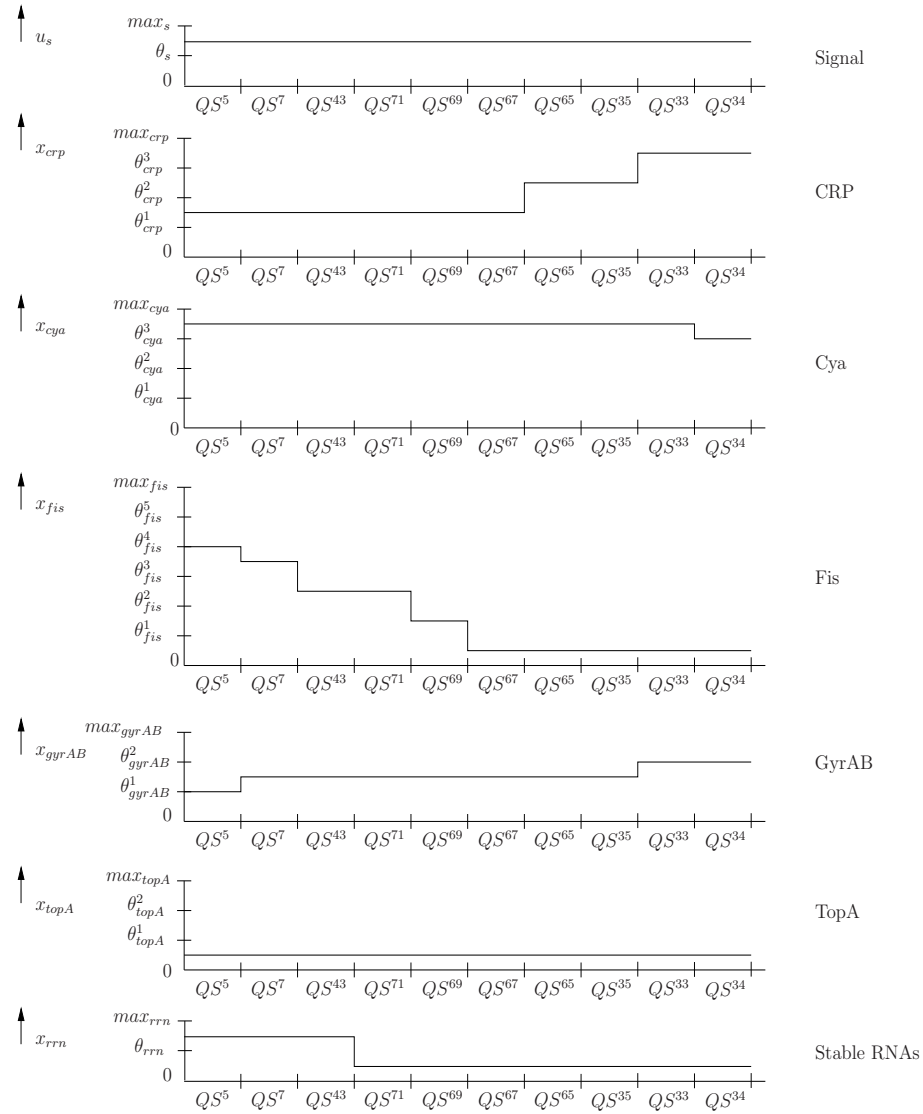 u_s max_s
θ_s Signal
0
QS^5 QS^7 QS^43 QS^71 QS^69 QS^67 QS^65 QS^35 QS^33 QS^34
x_crp max_crp
θ^3_crp
θ^2_crp CRP
θ^1_crp
0
QS^5 QS^7 QS^43 QS^71 QS^69 QS^67 QS^65 QS^35 QS^33 QS^34
x_cya max_cya
θ^3_cya
θ^2_cya Cya
θ^1_cya
0
QS^5 QS^7 QS^43 QS^71 QS^69 QS^67 QS^65 QS^35 QS^33 QS^34
x_fis max_fis
θ^5_fis
θ^4_fis
θ^3_fis Fis
θ^2_fis
θ^1_fis
0
QS^5 QS^7 QS^43 QS^71 QS^69 QS^67 QS^65 QS^35 QS^33 QS^34
x_gyrAB max_gyrAB
θ^2_gyrAB GyrAB
θ^1_gyrAB
0
QS^5 QS^7 QS^43 QS^71 QS^69 QS^67 QS^65 QS^35 QS^33 QS^34
x_topA max_topA
θ^2_topA TopA
θ^1_topA
0
QS^5 QS^7 QS^43 QS^71 QS^69 QS^67 QS^65 QS^35 QS^33 QS^34
x_rrn max_rrn
θ_rrn Stable RNAs
0
QS^5 QS^7 QS^43 QS^71 QS^69 QS^67 QS^65 QS^35 QS^33 QS^34